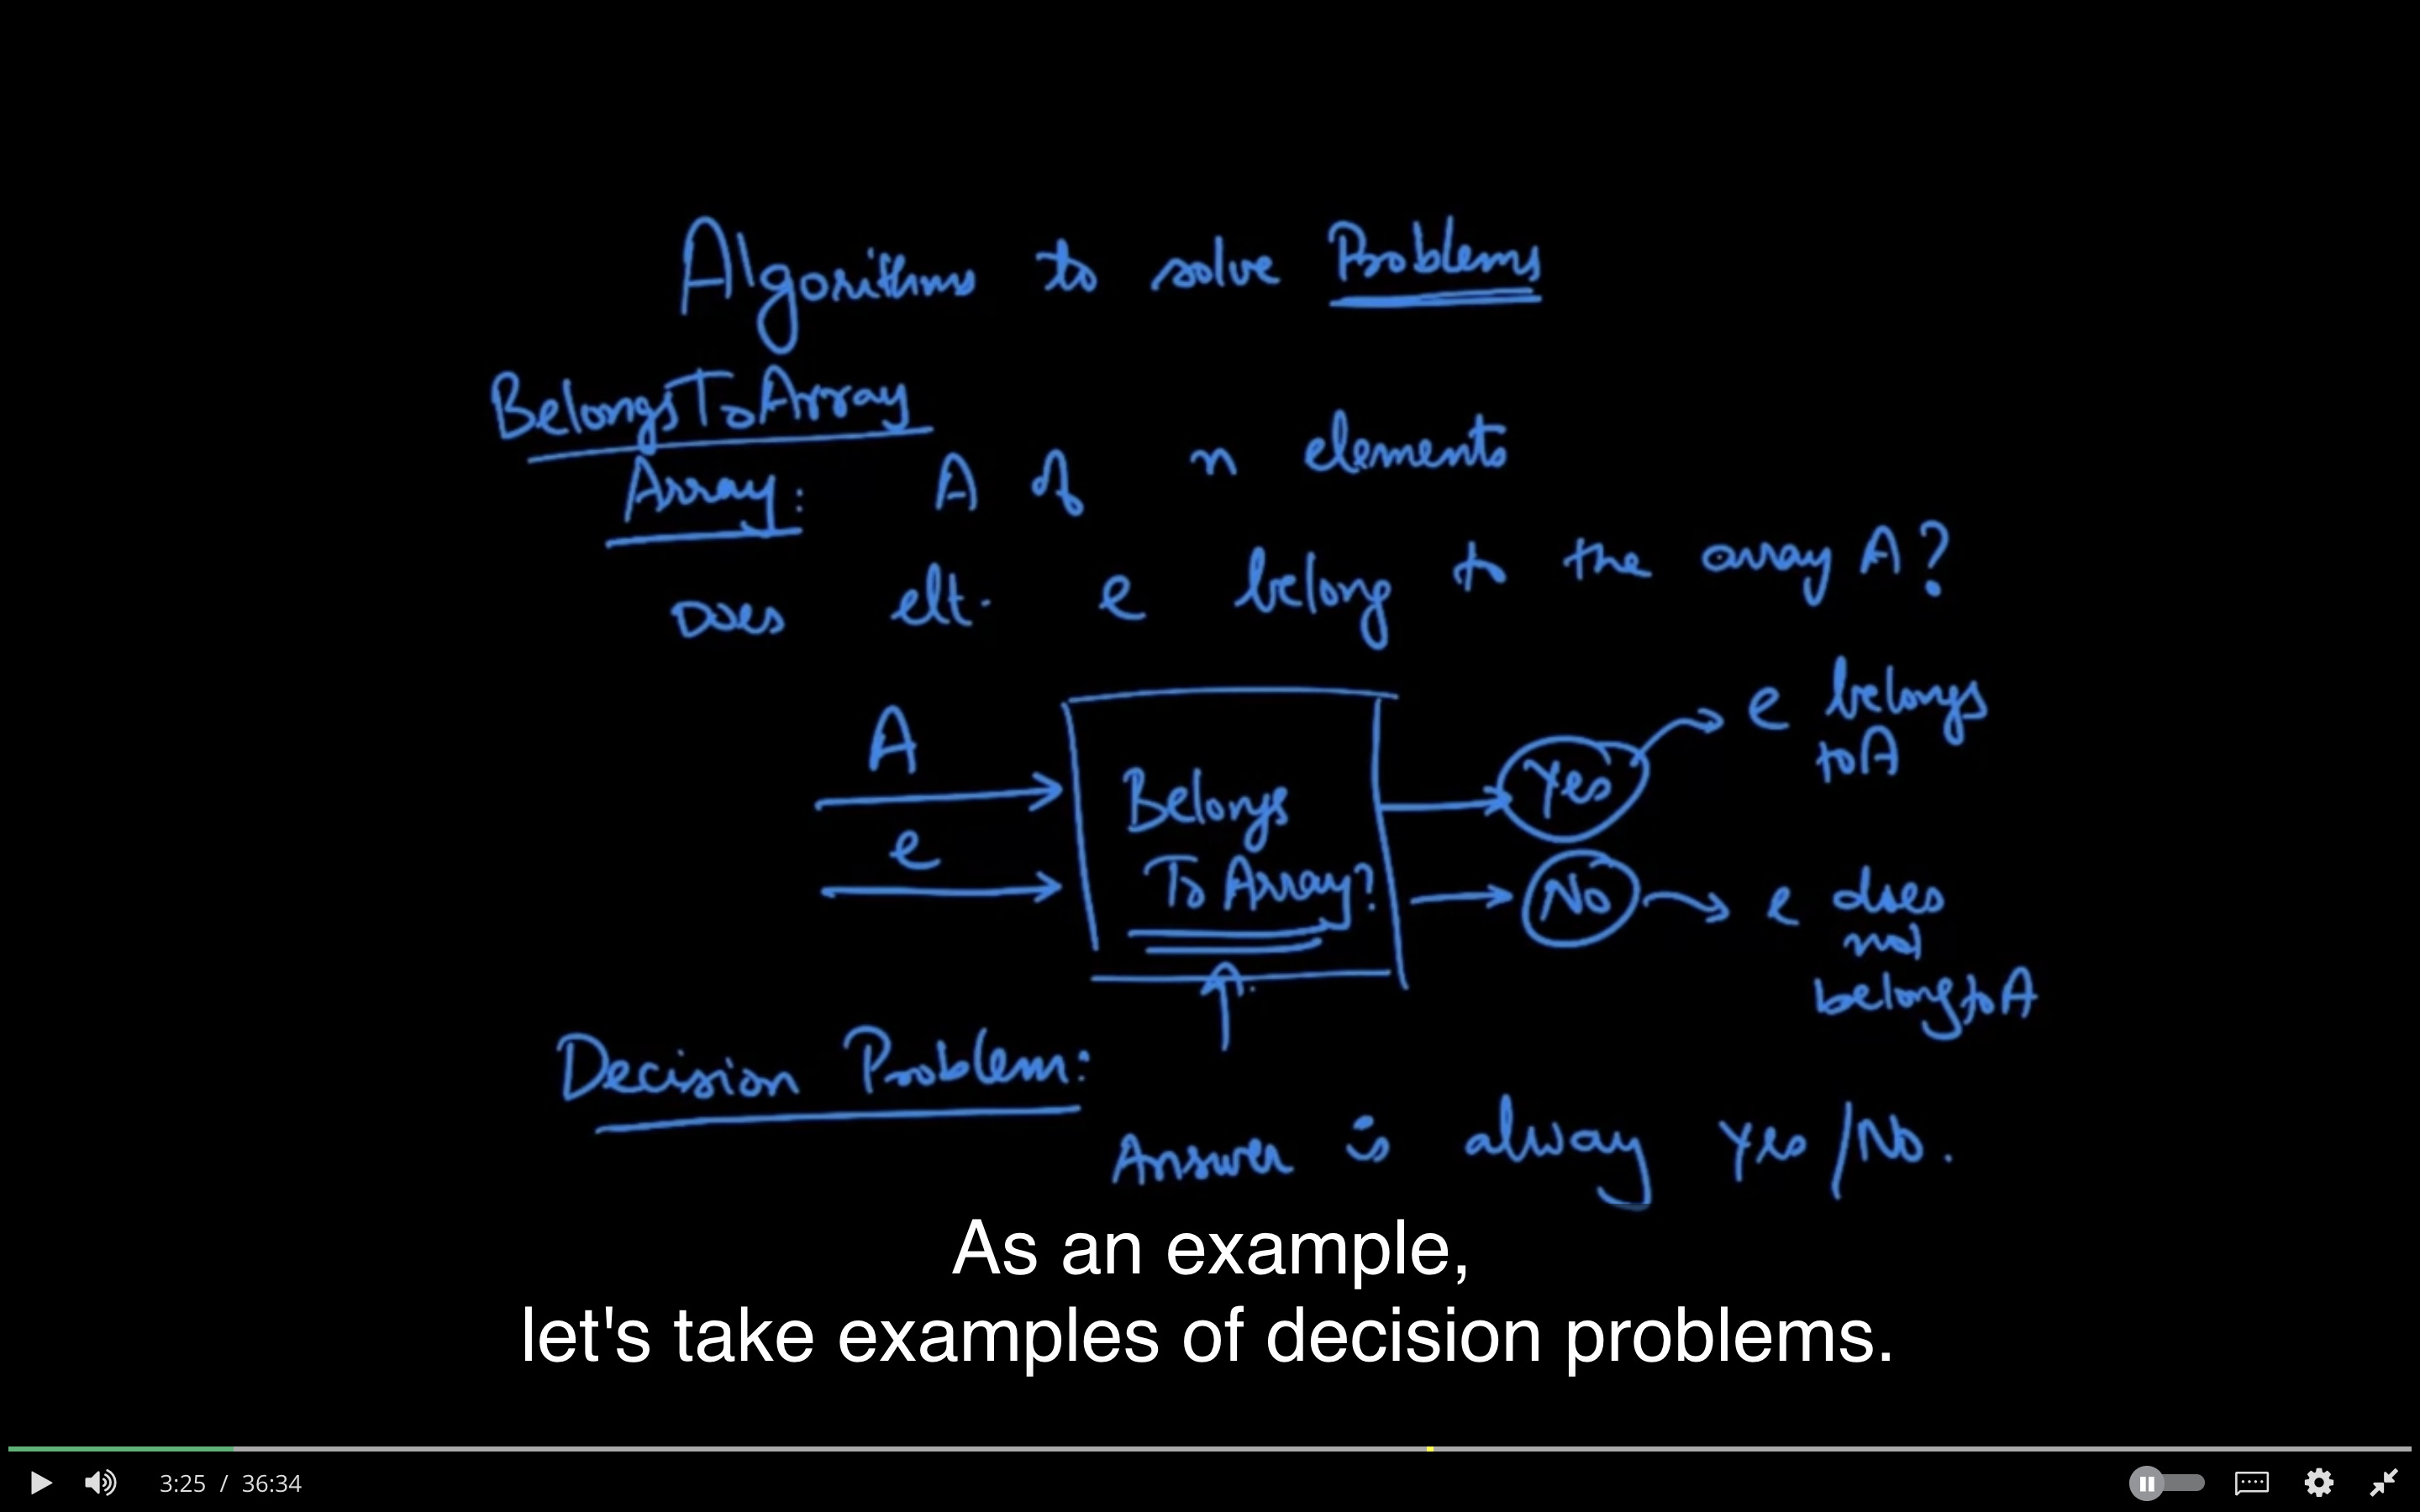 Algorithms to solve Problems
BelongsToArray
Array: A of n elements
Does elt. e belong to the array A?
A
e
Belongs
To Array?
Yes
e belongs
to A
No
e does
not
belong to A
Decision Problem:
Answer is alway Yes/No.
As an example,
let's take examples of decision problems.
3:25 / 36:34